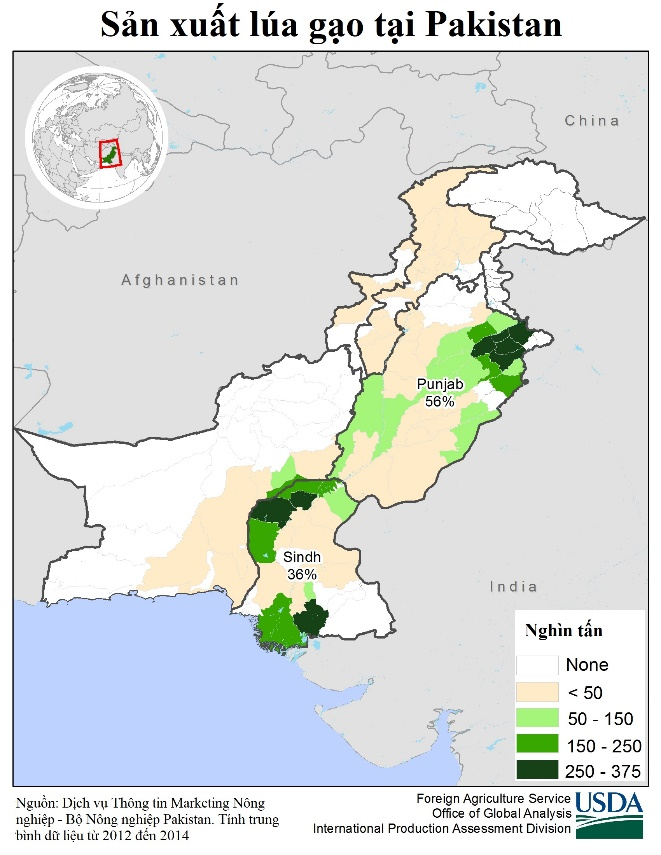 Sản xuất lúa gạo tại Pakistan
China
Afghanistan
Punjab
56%
Sindh
36%
India
Nghìn tấn
None
< 50
50 - 150
150 - 250
250 - 375
Nguồn: Dịch vụ Thông tin Marketing Nông
nghiệp - Bộ Nông nghiệp Pakistan. Tính trung
bình dữ liệu từ 2012 đến 2014
Foreign Agriculture Service
Office of Global Analysis
International Production Assessment Division
USDA